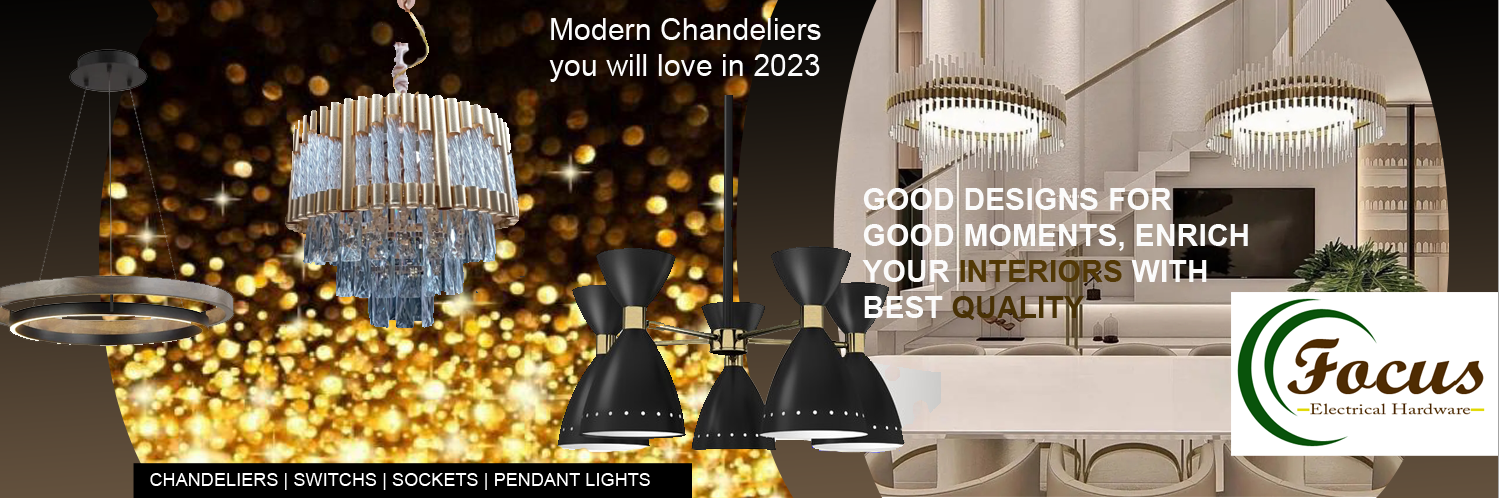 Modern Chandeliers
you will love in 2023
GOOD DESIGNS FOR
GOOD MOMENTS, ENRICH
YOUR INTERIORS WITH
BEST QUALITY
Focus
Electrical Hardware
CHANDELIERS | SWITCHS | SOCKETS | PENDANT LIGHTS